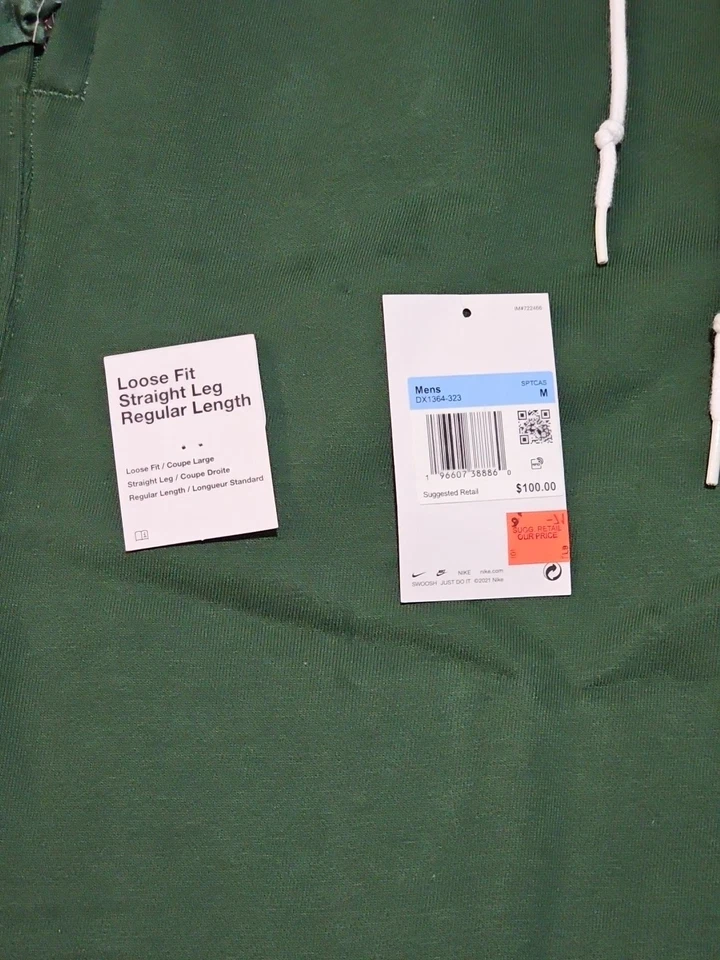 Loose Fit
Straight Leg
Regular Length
Loose Fit / Coupe Large
Straight Leg / Coupe Droite
Regular Length / Longueur Standard
Mens
SPTCAS
DX1364-323
M
1 96607 38886 0
Suggested Retail
$100.00
SUGG. RETAIL
OUR PRICE
NIKE
nike.com
SWOOSH JUST DO IT ©2021 Nike